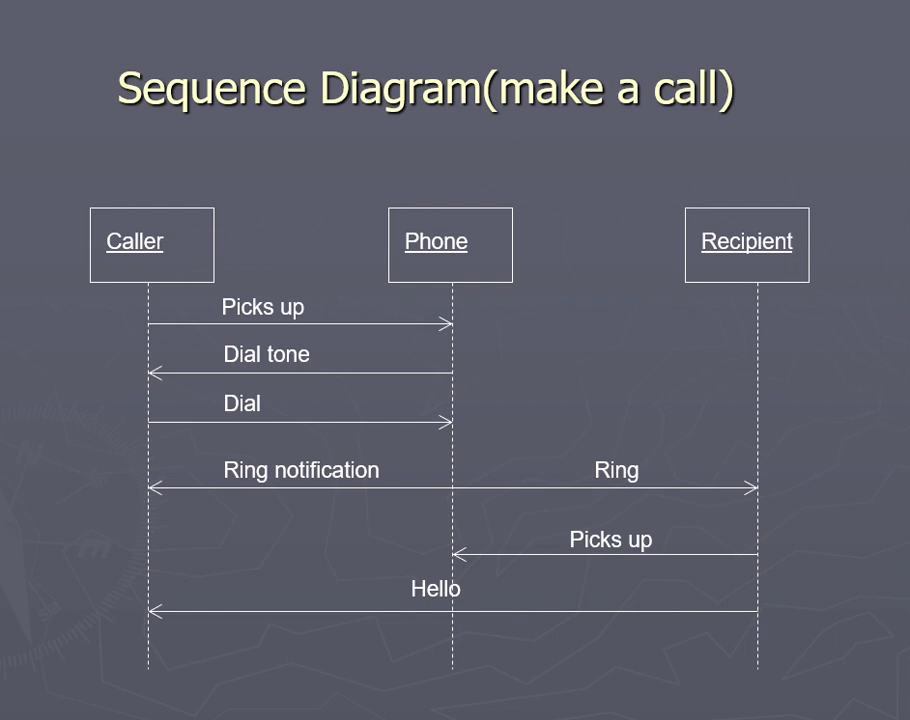 Sequence Diagram(make a call)
Caller
Phone
Recipient
Picks up
Dial tone
Dial
Ring notification
Ring
Picks up
Hello